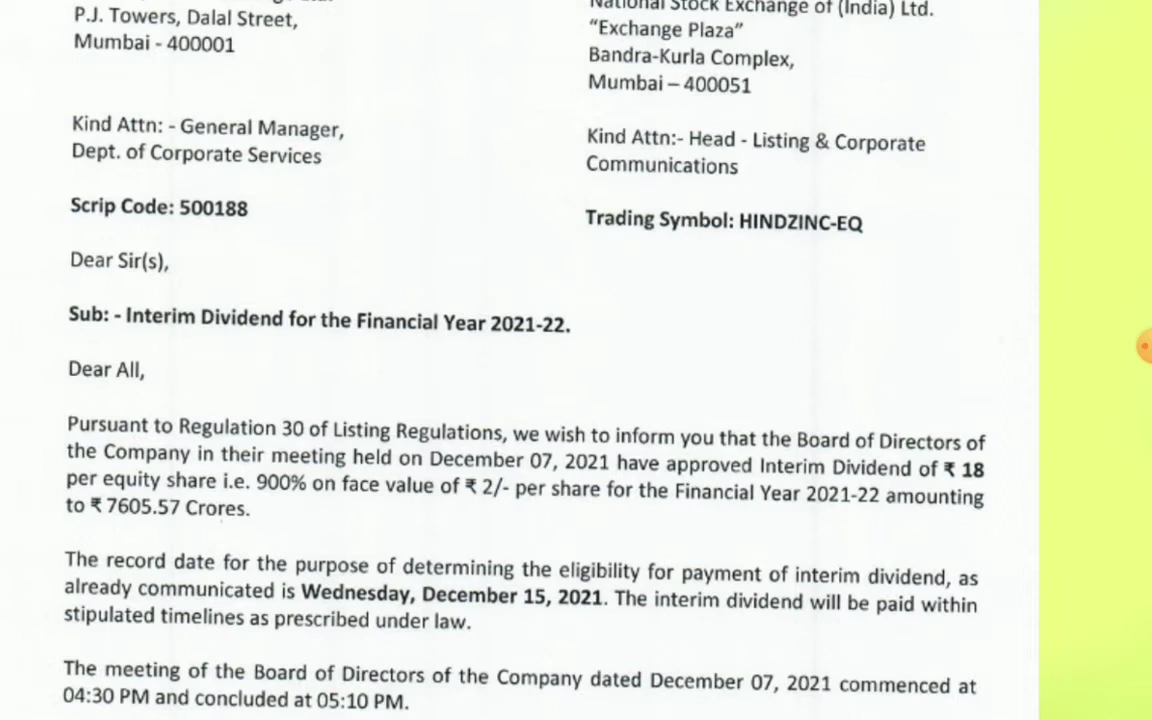 P.J. Towers, Dalal Street,
Mumbai - 400001
National Stock Exchange of (India) Ltd.
“Exchange Plaza”
Bandra-Kurla Complex,
Mumbai – 400051
Kind Attn: - General Manager,
Dept. of Corporate Services
Kind Attn:- Head - Listing & Corporate
Communications
Scrip Code: 500188
Trading Symbol: HINDZINC-EQ
Dear Sir(s),
Sub: - Interim Dividend for the Financial Year 2021-22.
Dear All,
Pursuant to Regulation 30 of Listing Regulations, we wish to inform you that the Board of Directors of
the Company in their meeting held on December 07, 2021 have approved Interim Dividend of ₹ 18
per equity share i.e. 900% on face value of ₹ 2/- per share for the Financial Year 2021-22 amounting
to ₹ 7605.57 Crores.
The record date for the purpose of determining the eligibility for payment of interim dividend, as
already communicated is Wednesday, December 15, 2021. The interim dividend will be paid within
stipulated timelines as prescribed under law.
The meeting of the Board of Directors of the Company dated December 07, 2021 commenced at
04:30 PM and concluded at 05:10 PM.